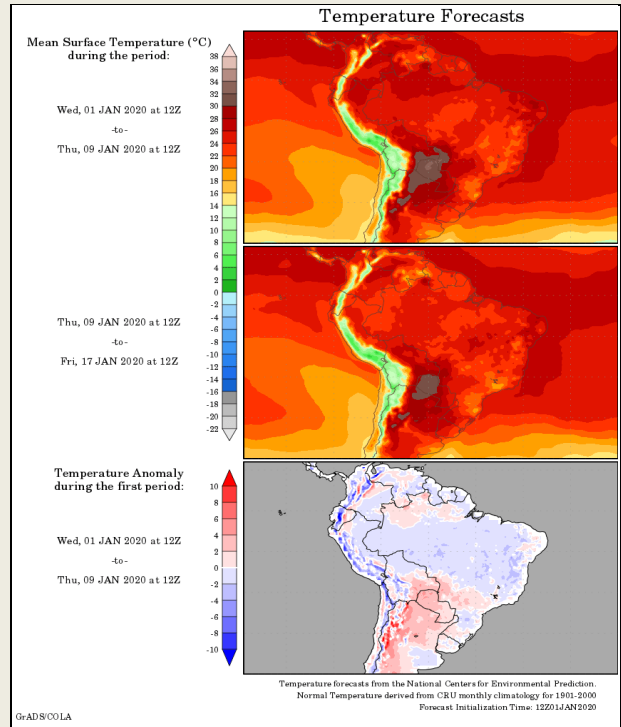 Temperature Forecasts
Mean Surface Temperature (°C)
during the period:
Wed, 01 JAN 2020 at 12Z
-to-
Thu, 09 JAN 2020 at 12Z
38
36
34
32
30
28
26
24
22
20
18
16
14
12
10
8
6
4
2
0
-2
-4
-6
-8
-10
-12
-14
-16
-18
-20
-22
Thu, 09 JAN 2020 at 12Z
-to-
Fri, 17 JAN 2020 at 12Z
Temperature Anomaly
during the first period:
Wed, 01 JAN 2020 at 12Z
-to-
Thu, 09 JAN 2020 at 12Z
10
8
6
4
2
0
-2
-4
-6
-8
-10
Temperature forecasts from the National Centers for Environmental Prediction.
Normal Temperature derived from CRU monthly climatology for 1901-2000
Forecast Initialization Time: 12Z01JAN2020
GrADS/COLA